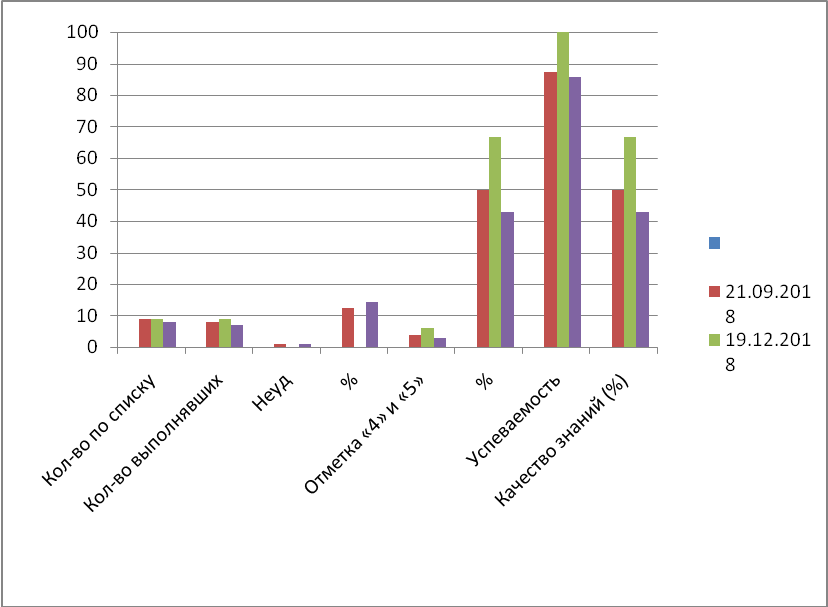 100
90
80
70
60
50
40
30
20
10
0
Кол-во по списку
Кол-во выполнявших
Неуд
%
Отметка «4» и «5»
%
Успеваемость
Качество знаний (%)
21.09.201
8
19.12.201
8